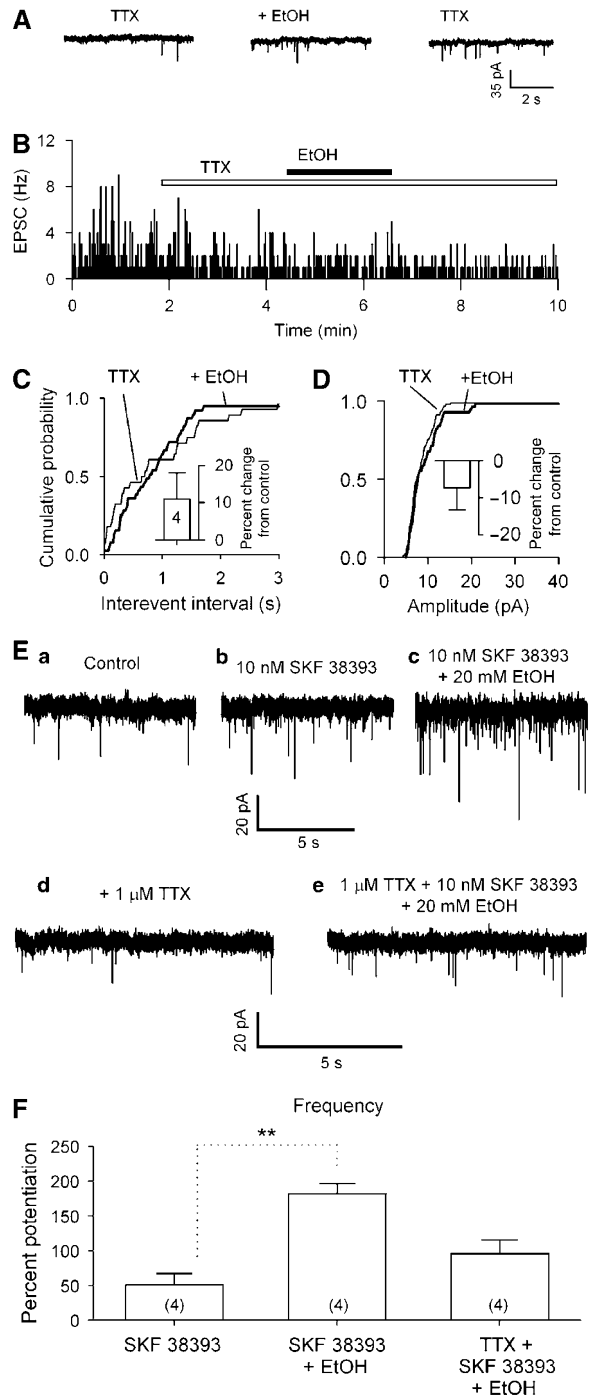 A
TTX
+ EtOH
TTX
35 pA
2 s
B
EPSC (Hz)
12
8
4
0
TTX
EtOH
0 2 4 6 8 10
Time (min)
C
Cumulative probability
1.0
0.5
0.0
TTX
+ EtOH
4
20
10
0
Percent change
from control
0 1 2 3
Interevent interval (s)
D
1.0
0.5
0.0
TTX
+EtOH
0
−10
−20
Percent change
from control
0 10 20 30 40
Amplitude (pA)
E
a
Control
b
10 nM SKF 38393
c
10 nM SKF 38393
+ 20 mM EtOH
20 pA
5 s
d
+ 1 µM TTX
e
1 µM TTX + 10 nM SKF 38393
+ 20 mM EtOH
20 pA
5 s
F
Frequency
Percent potentiation
250
200
150
100
50
0
**
(4)
(4)
(4)
SKF 38393
SKF 38393
+ EtOH
TTX +
SKF 38393
+ EtOH